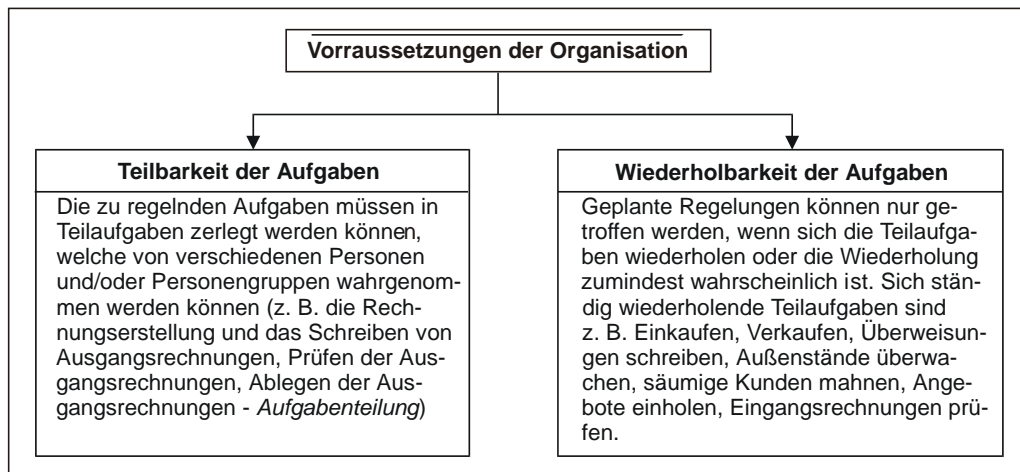 Vorraussetzungen der Organisation
Teilbarkeit der Aufgaben
Die zu regelnden Aufgaben müssen in
Teilaufgaben zerlegt werden können,
welche von verschiedenen Personen
und/oder Personengruppen wahrgenom-
men werden können (z. B. die Rech-
nungserstellung und das Schreiben von
Ausgangsrechnungen, Prüfen der Aus-
gangsrechnungen, Ablegen der Aus-
gangsrechnungen - Aufgabenteilung)
Wiederholbarkeit der Aufgaben
Geplante Regelungen können nur ge-
troffen werden, wenn sich die Teilaufga-
ben wiederholen oder die Wiederholung
zumindest wahrscheinlich ist. Sich stän-
dig wiederholende Teilaufgaben sind
z. B. Einkaufen, Verkaufen, Überweisun-
gen schreiben, Außenstände überwa-
chen, säumige Kunden mahnen, Ange-
bote einholen, Eingangsrechnungen prü-
fen.